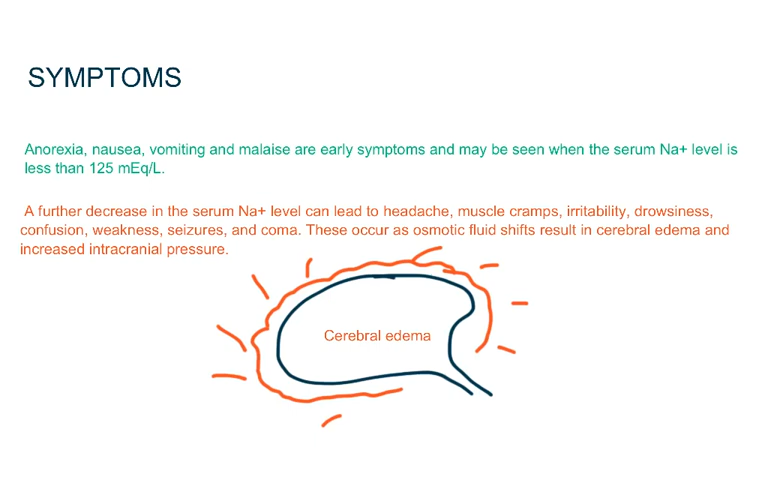 SYMPTOMS
Anorexia, nausea, vomiting and malaise are early symptoms and may be seen when the serum Na+ level is
less than 125 mEq/L.
A further decrease in the serum Na+ level can lead to headache, muscle cramps, irritability, drowsiness,
confusion, weakness, seizures, and coma. These occur as osmotic fluid shifts result in cerebral edema and
increased intracranial pressure.
Cerebral edema